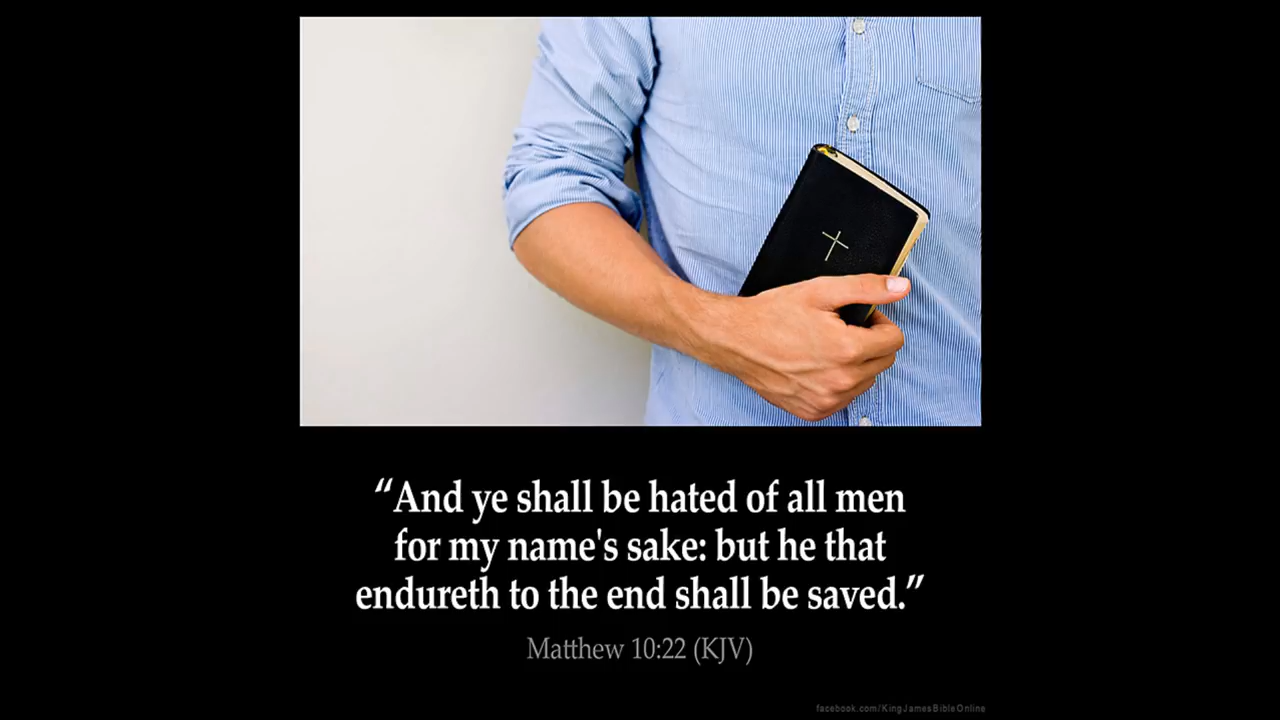 “And ye shall be hated of all men
for my name's sake: but he that
endureth to the end shall be saved.”
Matthew 10:22 (KJV)
facebook.com/KingJamesBibleOnline